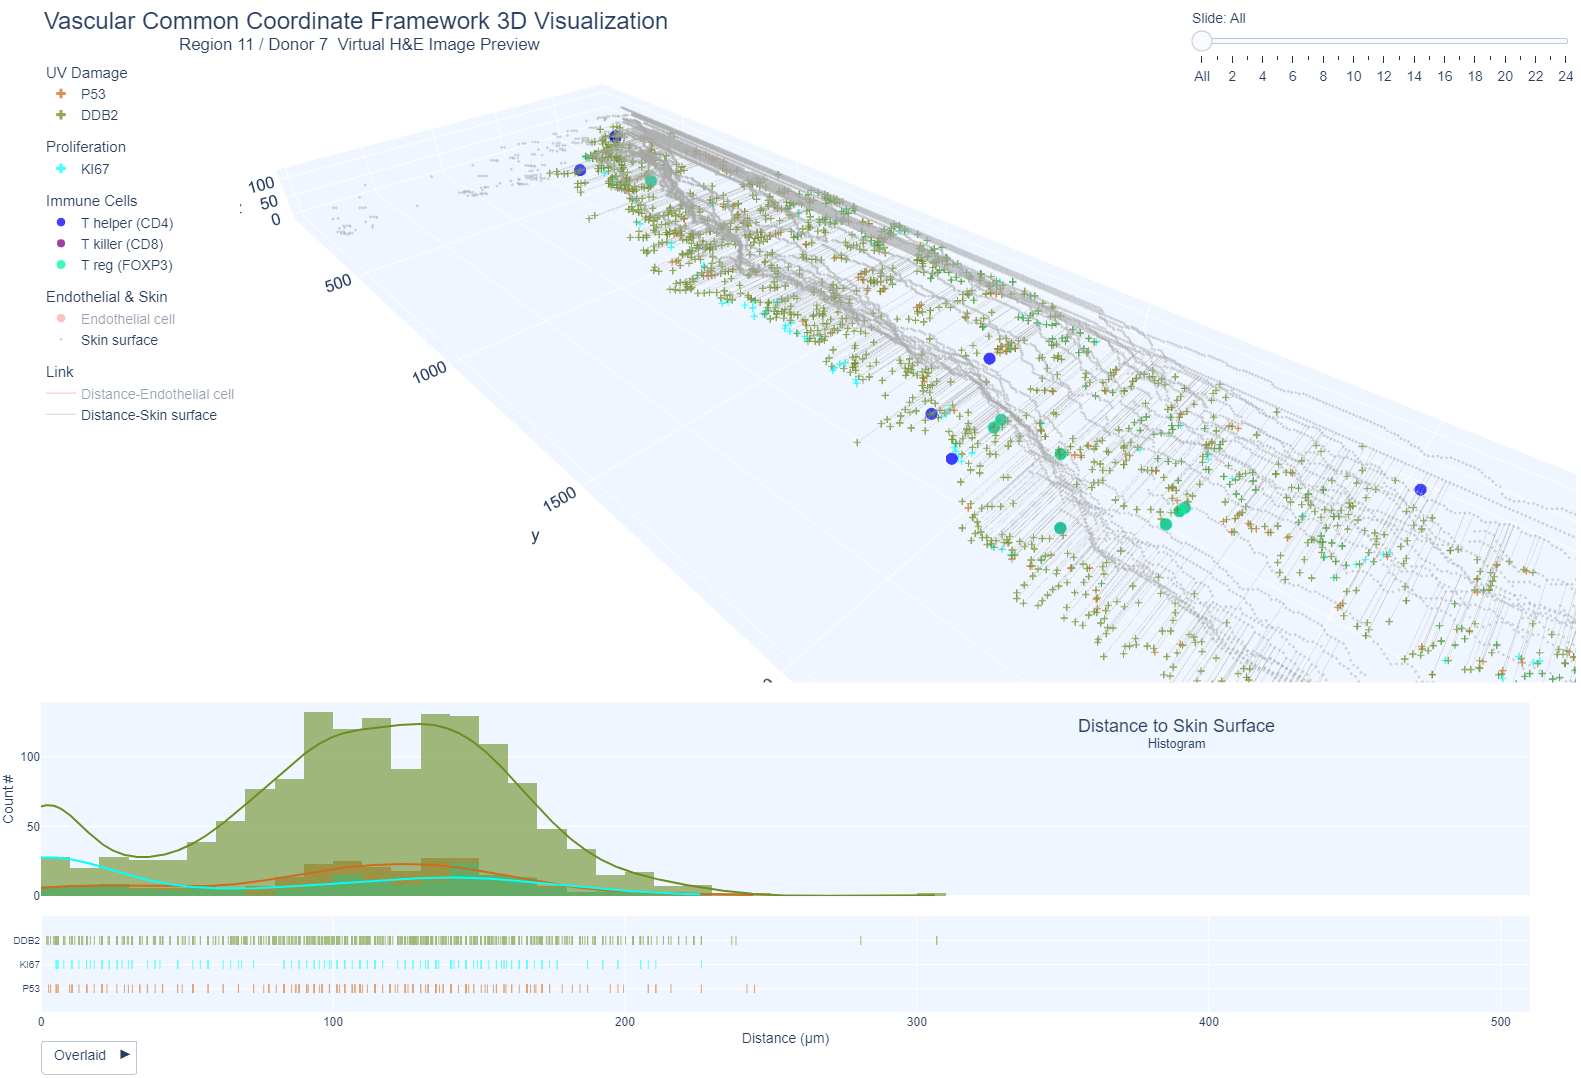 Vascular Common Coordinate Framework 3D Visualization
Region 11 / Donor 7  Virtual H&E Image Preview
Slide: All
All 2 4 6 8 10 12 14 16 18 20 22 24
UV Damage
P53
DDB2
Proliferation
KI67
Immune Cells
T helper (CD4)
T killer (CD8)
T reg (FOXP3)
Endothelial & Skin
Endothelial cell
Skin surface
Link
Distance-Endothelial cell
Distance-Skin surface
100
50
0
500
1000
1500
y
Distance to Skin Surface
Histogram
Count #
100
50
0
DDB2
KI67
P53
0 100 200 300 400 500
Distance (μm)
Overlaid ►